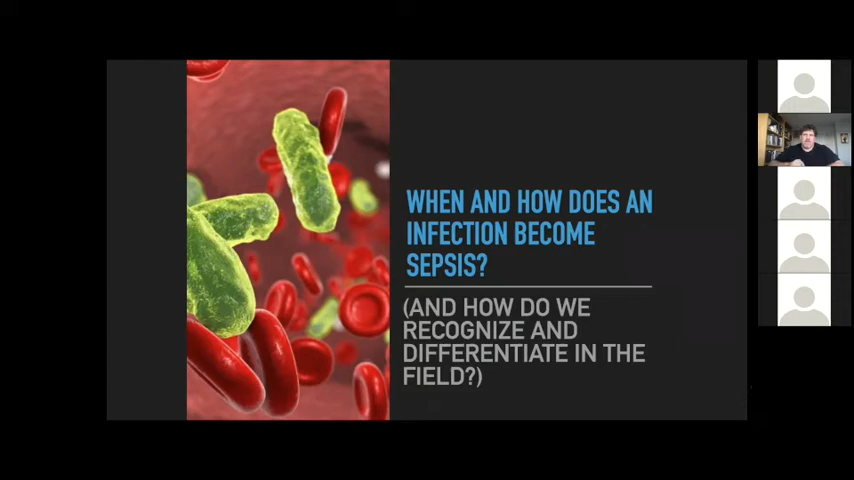 WHEN AND HOW DOES AN
INFECTION BECOME
SEPSIS?
(AND HOW DO WE
RECOGNIZE AND
DIFFERENTIATE IN THE
FIELD?)